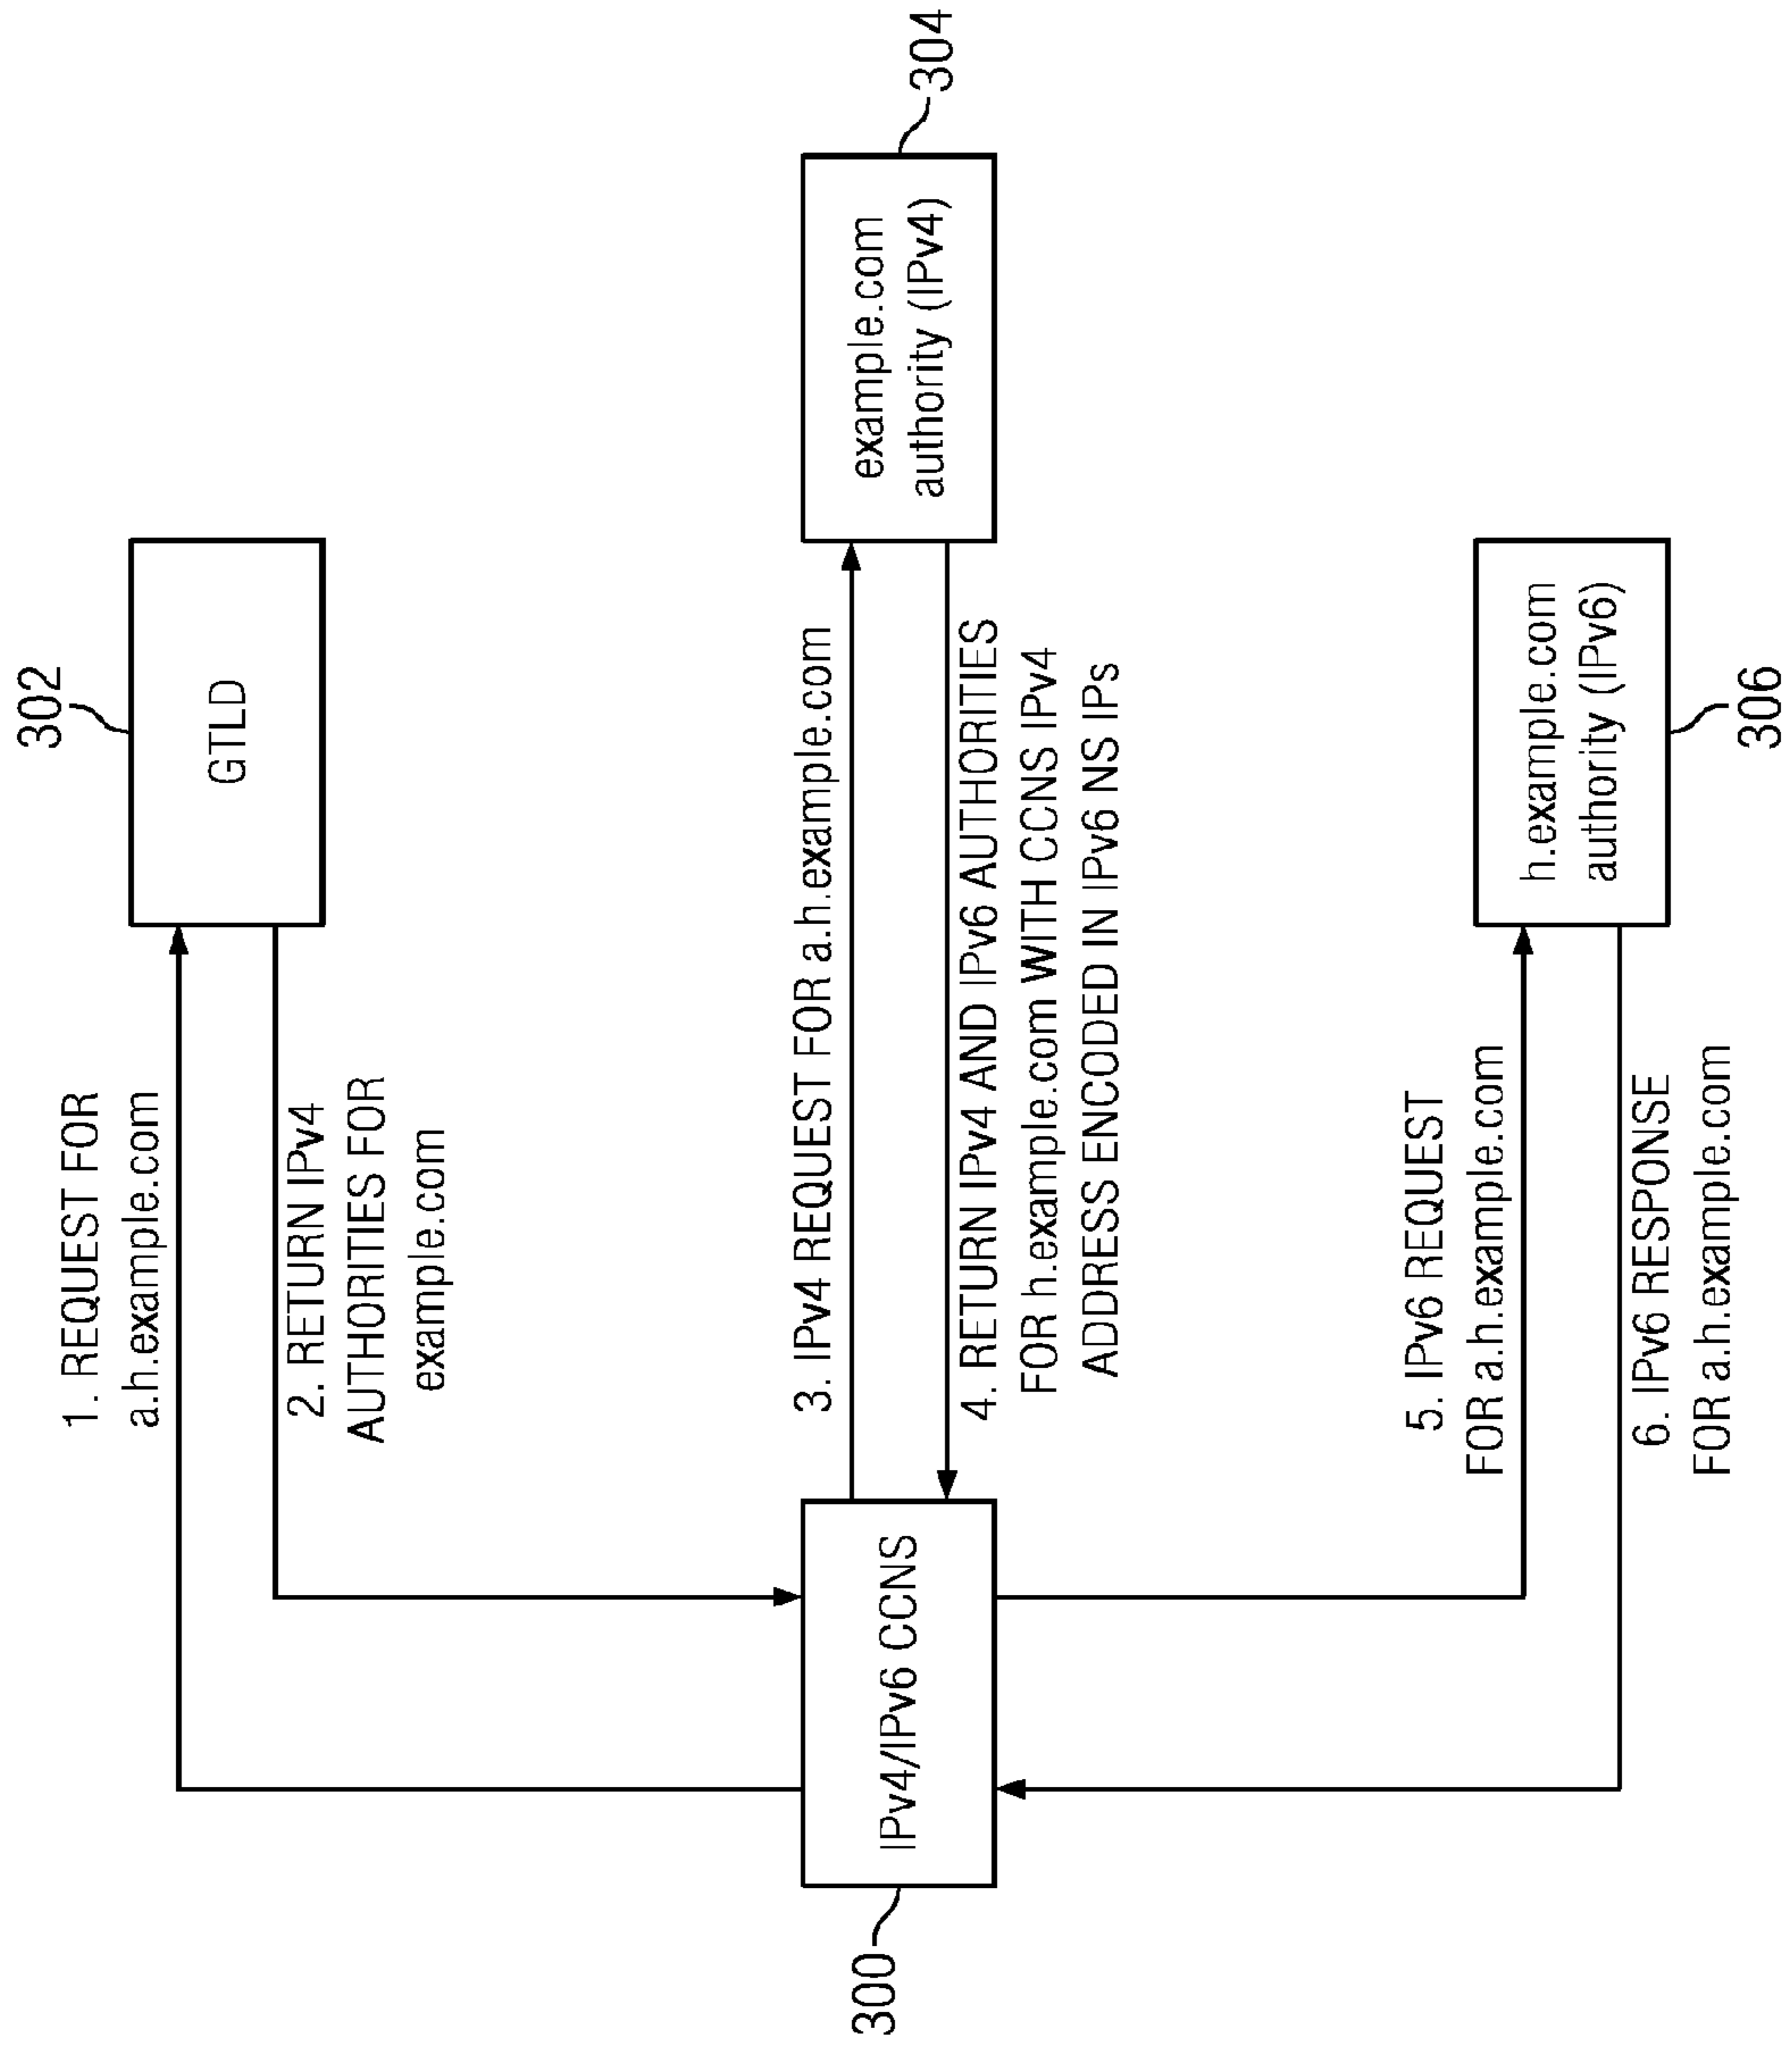 302
GTLD
1. REQUEST FOR
a.h.example.com
2. RETURN IPv4
AUTHORITIES FOR
example.com
304
example.com
authority (IPv4)
3. IPv4 REQUEST FOR a.h.example.com
4. RETURN IPv4 AND IPv6 AUTHORITIES
FOR h.example.com WITH CCNS IPv4
ADDRESS ENCODED IN IPv6 NS IPs
300
IPv4/IPv6 CCNS
5. IPv6 REQUEST
FOR a.h.example.com
6. IPv6 RESPONSE
FOR a.h.example.com
h.example.com
authority (IPv6)
306